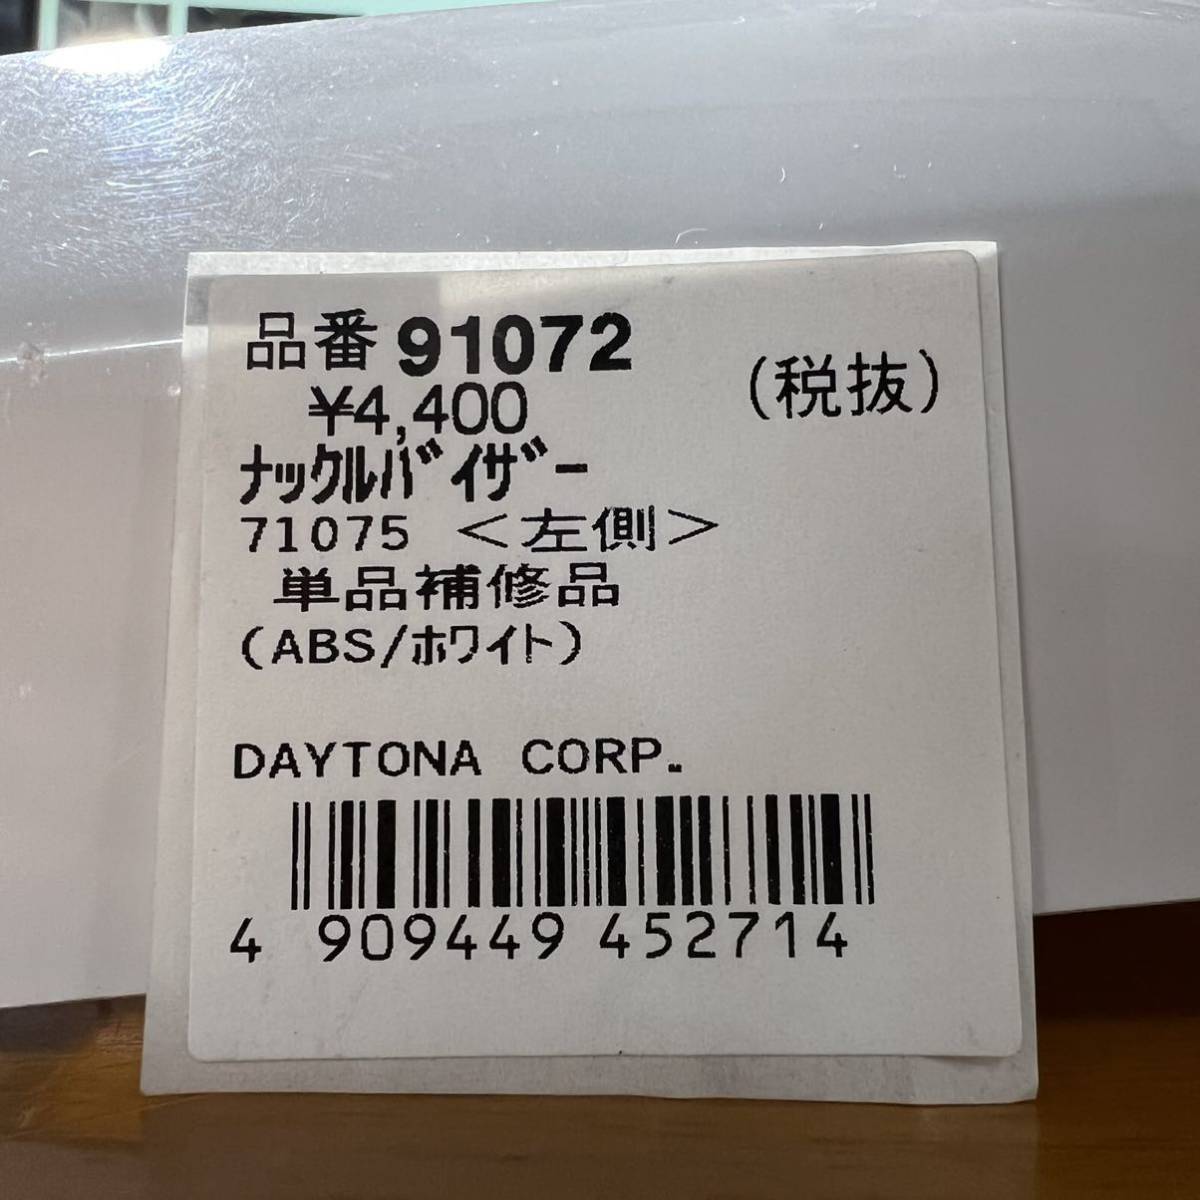 品番 91072
¥4,400 (税抜)
ﾅｯｸﾙﾊﾞｲｻﾞｰ
71075 <左側>
単品補修品
(ABS/ﾎﾜｲﾄ)
DAYTONA CORP.
4 909449 452714